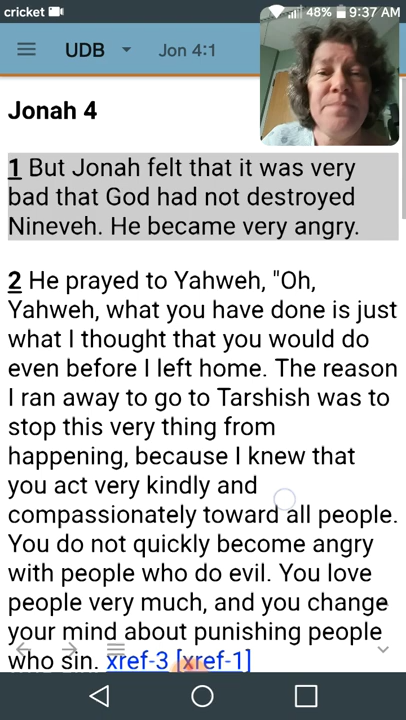 cricket 48% 9:37 AM
UDB Jon 4:1
Jonah 4
1 But Jonah felt that it was very
bad that God had not destroyed
Nineveh. He became very angry.
2 He prayed to Yahweh, "Oh,
Yahweh, what you have done is just
what I thought that you would do
even before I left home. The reason
I ran away to go to Tarshish was to
stop this very thing from
happening, because I knew that
you act very kindly and
compassionately toward all people.
You do not quickly become angry
with people who do evil. You love
people very much, and you change
your mind about punishing people
who sin. xref-3 [xref-1]